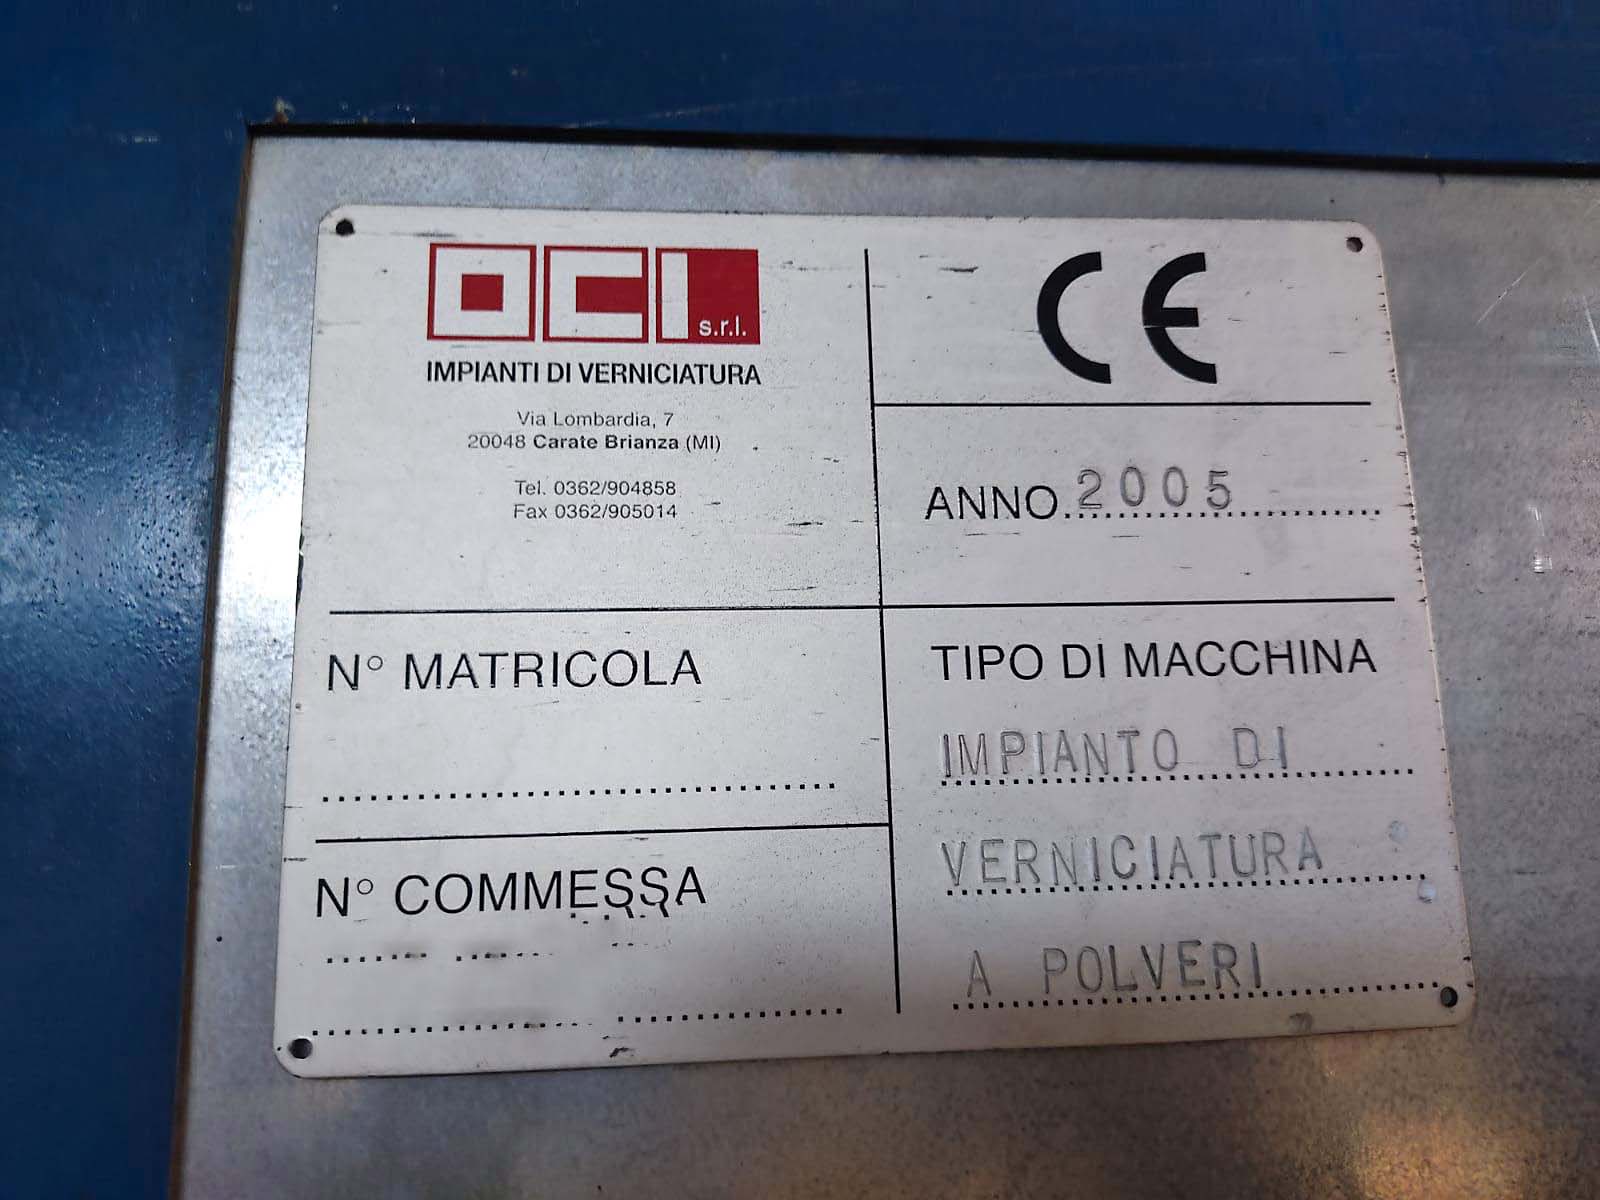 OCI s.r.l.
IMPIANTI DI VERNICIATURA
Via Lombardia, 7
20048 Carate Brianza (MI)
Tel. 0362/904858
Fax 0362/905014
CE
ANNO 2005
N° MATRICOLA
N° COMMESSA
TIPO DI MACCHINA
IMPIANTO DI
VERNICIATURA
A POLVERI